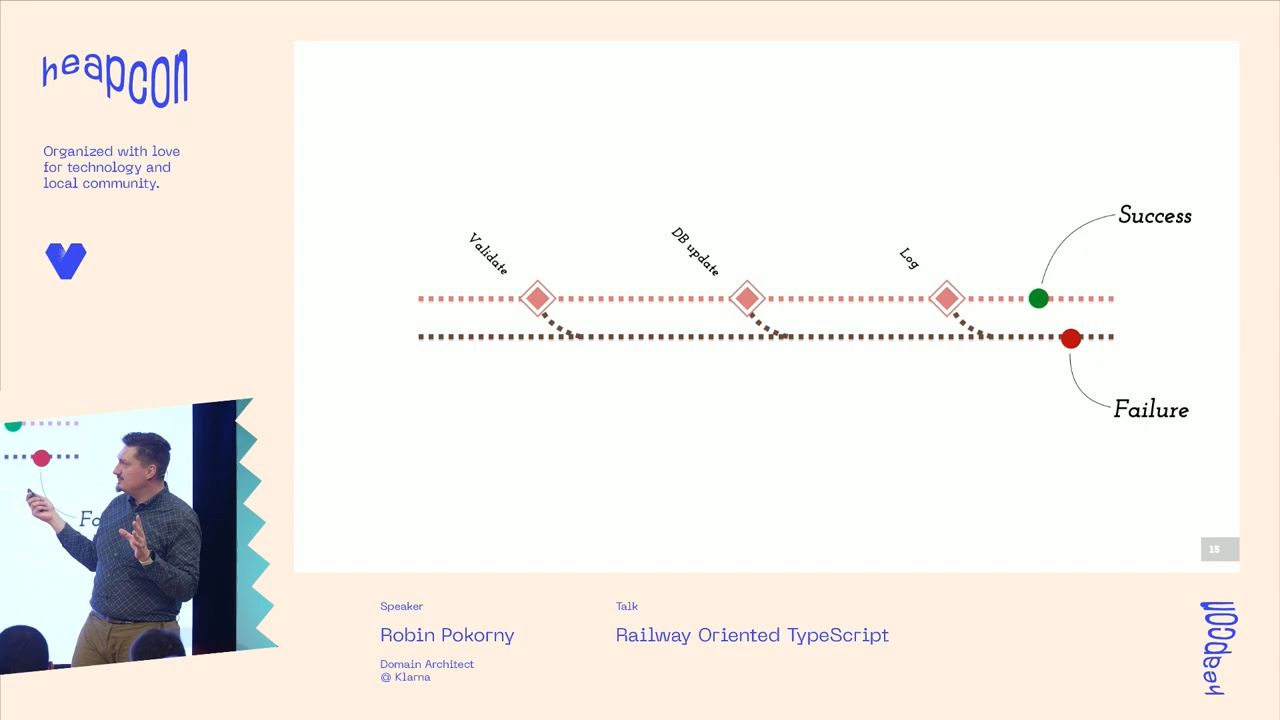 heapcon
Organized with love
for technology and
local community.
Validate
DB update
Log
Success
Failure
15
Fa
Speaker
Robin Pokorny
Domain Architect
@ Klarna
Talk
Railway Oriented TypeScript
heapcon